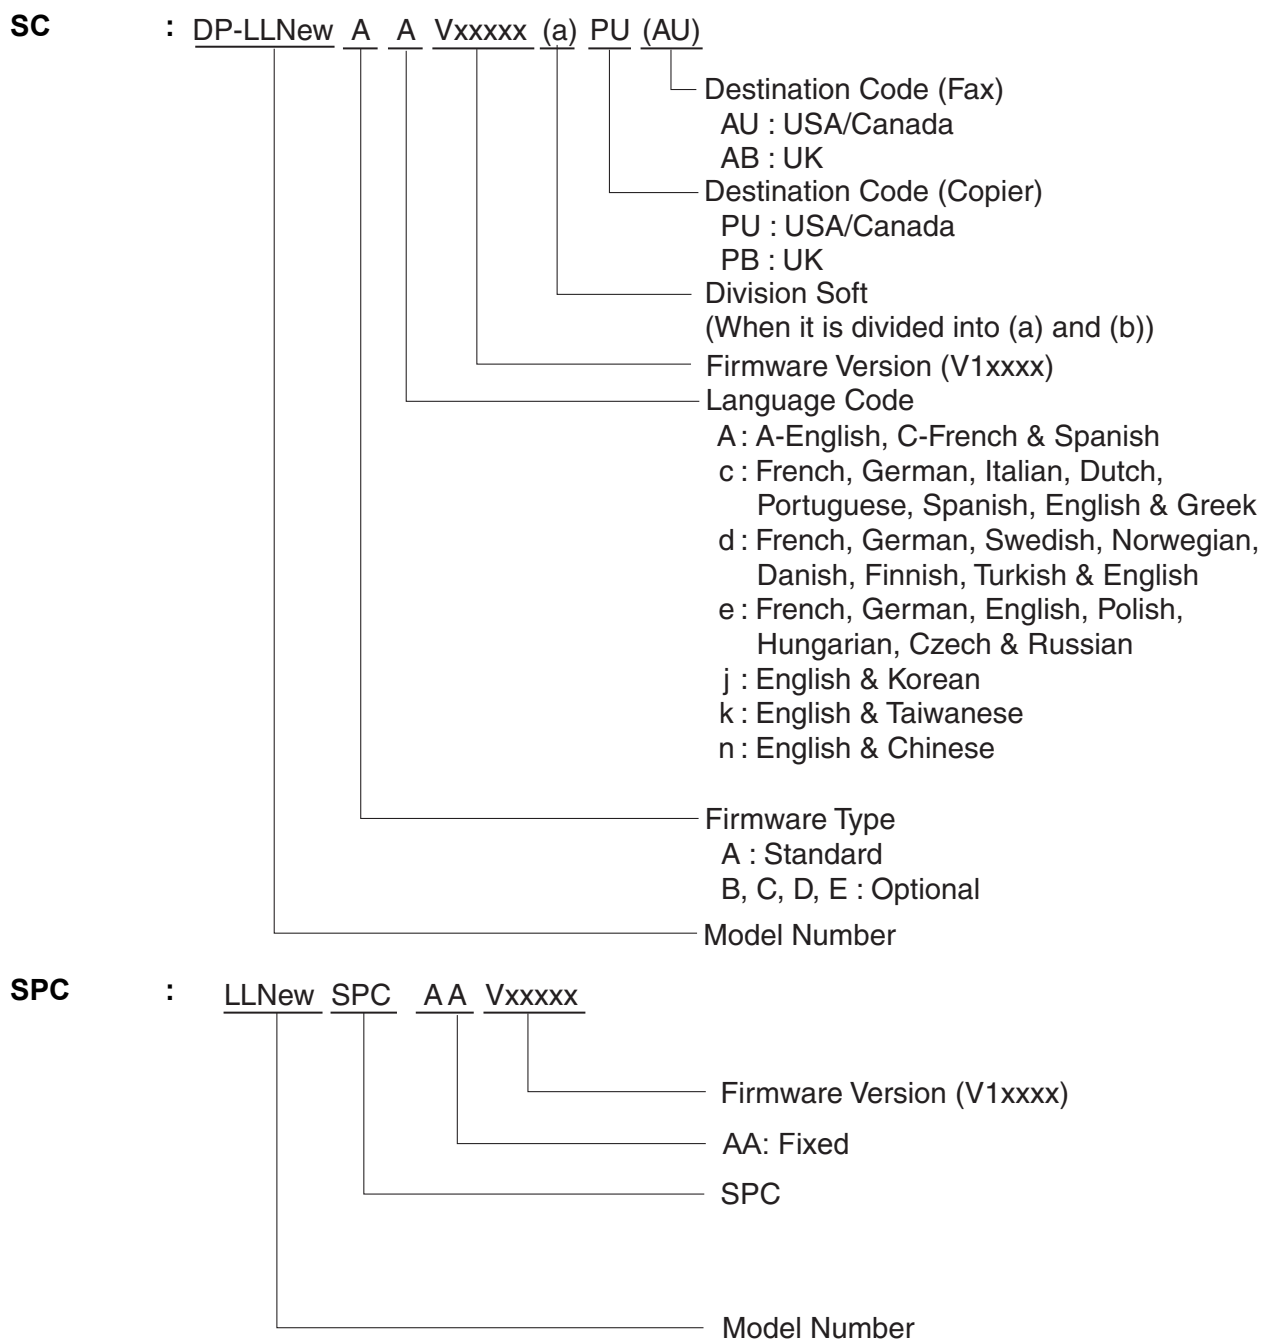 SC : DP-LLNew A A Vxxxxx (a) PU (AU)
Destination Code (Fax)
AU : USA/Canada
AB : UK
Destination Code (Copier)
PU : USA/Canada
PB : UK
Division Soft
(When it is divided into (a) and (b))
Firmware Version (V1xxxx)
Language Code
A : A-English, C-French & Spanish
c : French, German, Italian, Dutch,
Portuguese, Spanish, English & Greek
d : French, German, Swedish, Norwegian,
Danish, Finnish, Turkish & English
e : French, German, English, Polish,
Hungarian, Czech & Russian
j : English & Korean
k : English & Taiwanese
n : English & Chinese
Firmware Type
A : Standard
B, C, D, E : Optional
Model Number
SPC : LLNew SPC A A Vxxxxx
Firmware Version (V1xxxx)
AA: Fixed
SPC
Model Number